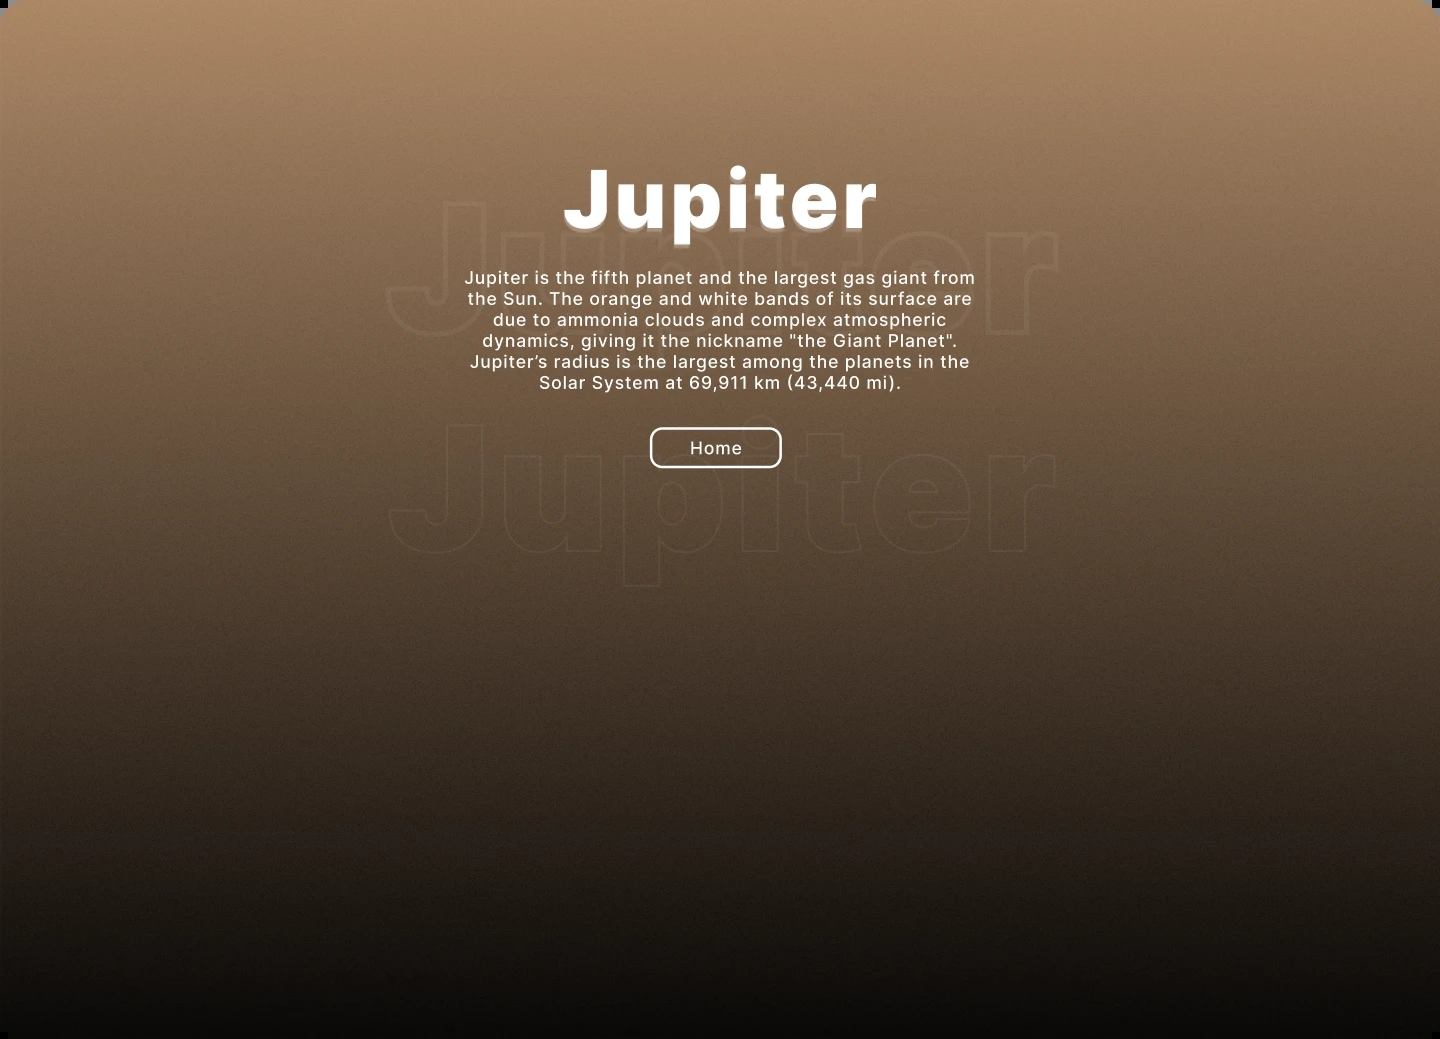 Jupiter
Jupiter
Jupiter is the fifth planet and the largest gas giant from
the Sun. The orange and white bands of its surface are
due to ammonia clouds and complex atmospheric
dynamics, giving it the nickname "the Giant Planet".
Jupiter’s radius is the largest among the planets in the
Solar System at 69,911 km (43,440 mi).
Home
Jupiter